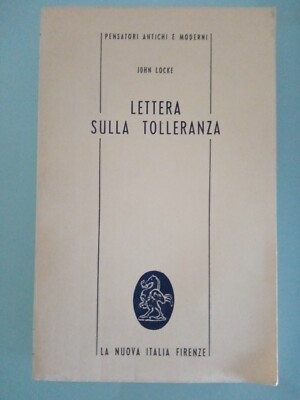 PENSATORI ANTICHI E MODERNI
JOHN LOCKE
LETTERA
SULLA TOLLERANZA
LA NUOVA ITALIA FIRENZE